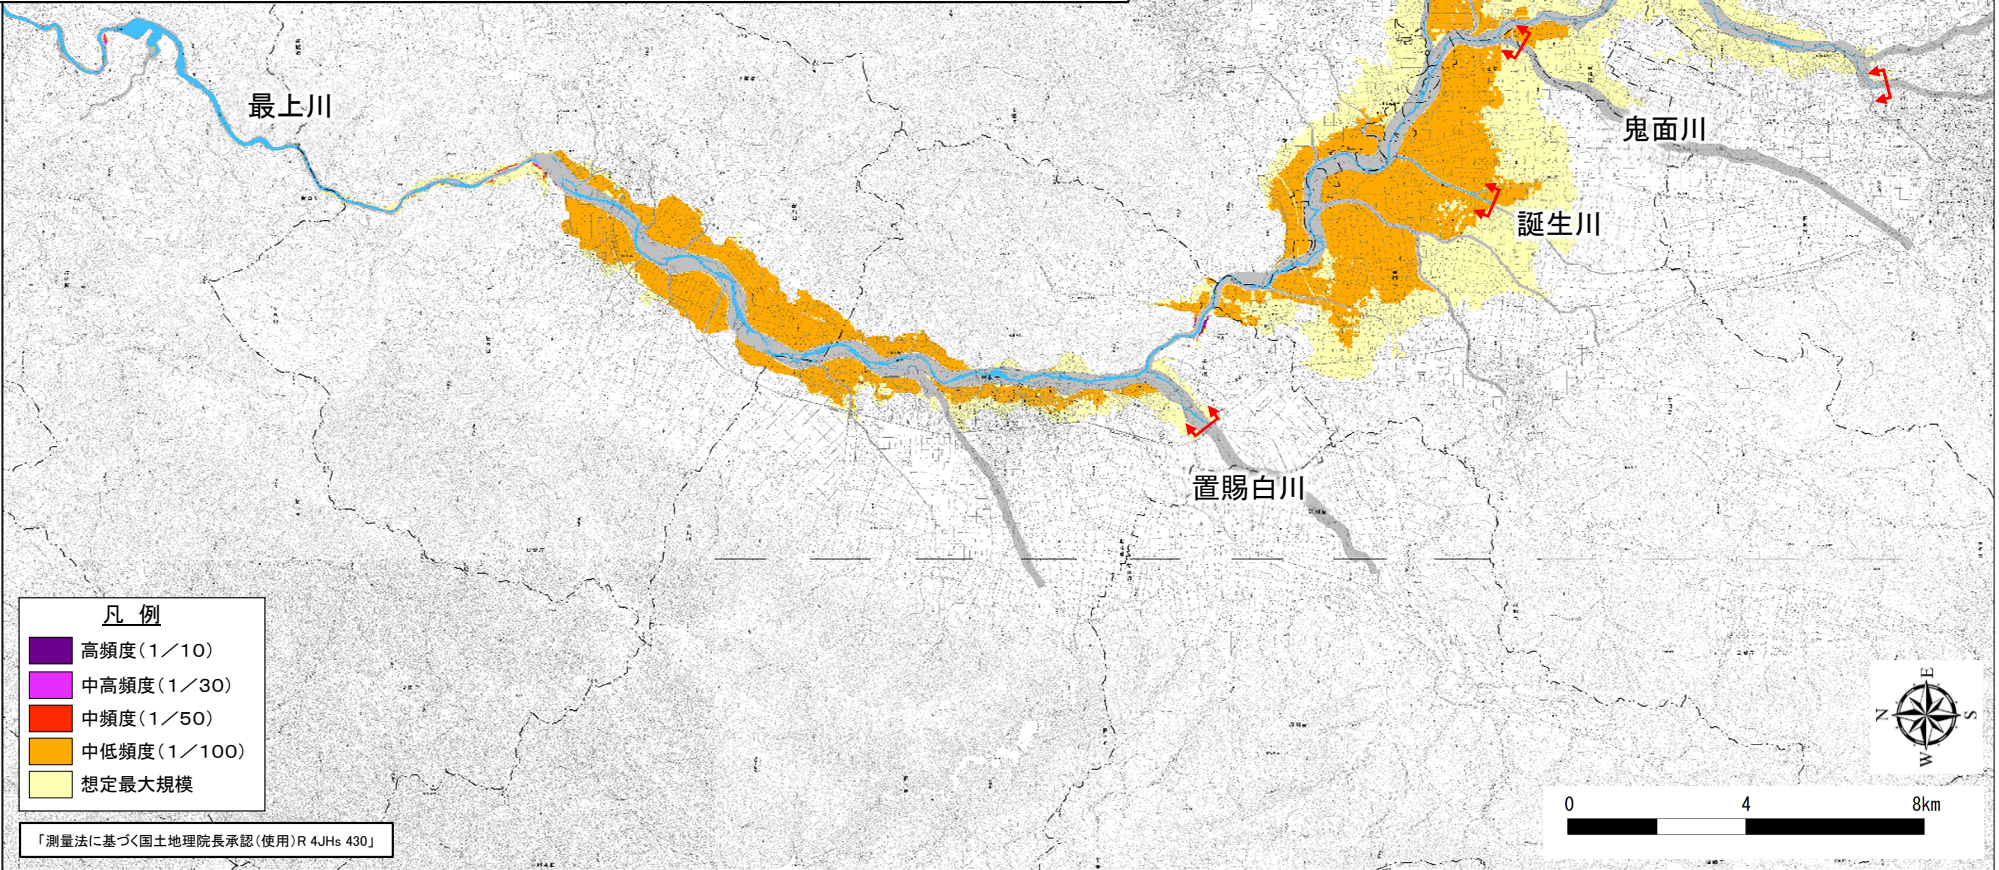 最上川
鬼面川
誕生川
置賜白川
凡 例
高頻度(1/10)
中高頻度(1/30)
中頻度(1/50)
中低頻度(1/100)
想定最大規模
「測量法に基づく国土地理院長承認(使用)R 4JHs 430」
E
N
S
W
0 4 8km